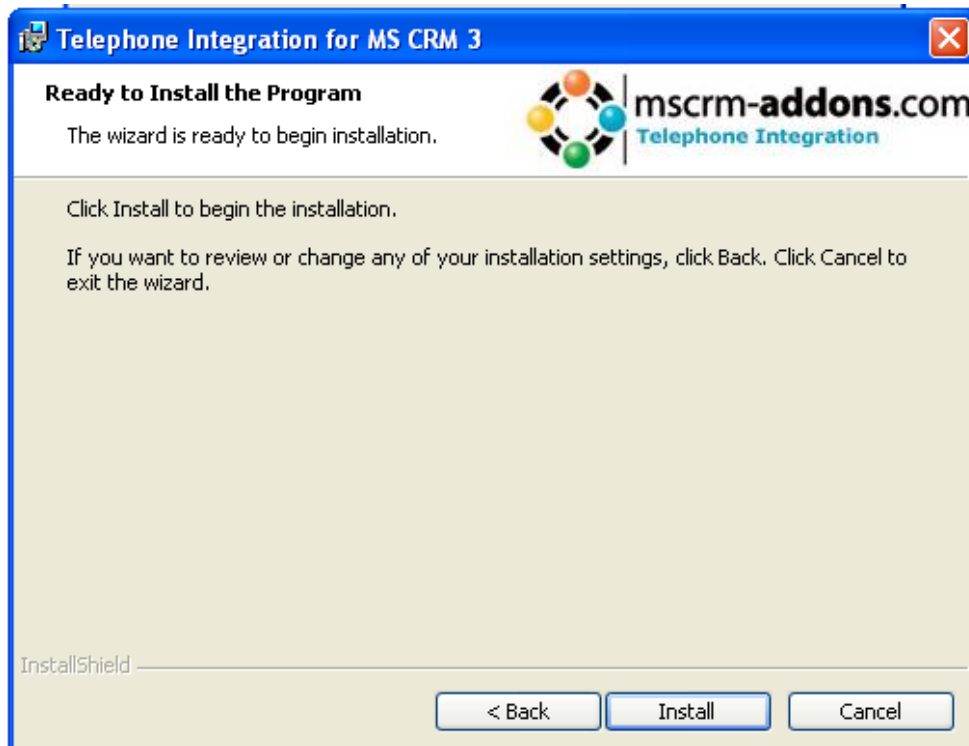 Telephone Integration for MS CRM 3
Ready to Install the Program
The wizard is ready to begin installation.
mscrm-addons.com
Telephone Integration
Click Install to begin the installation.
If you want to review or change any of your installation settings, click Back. Click Cancel to
exit the wizard.
InstallShield
< Back
Install
Cancel